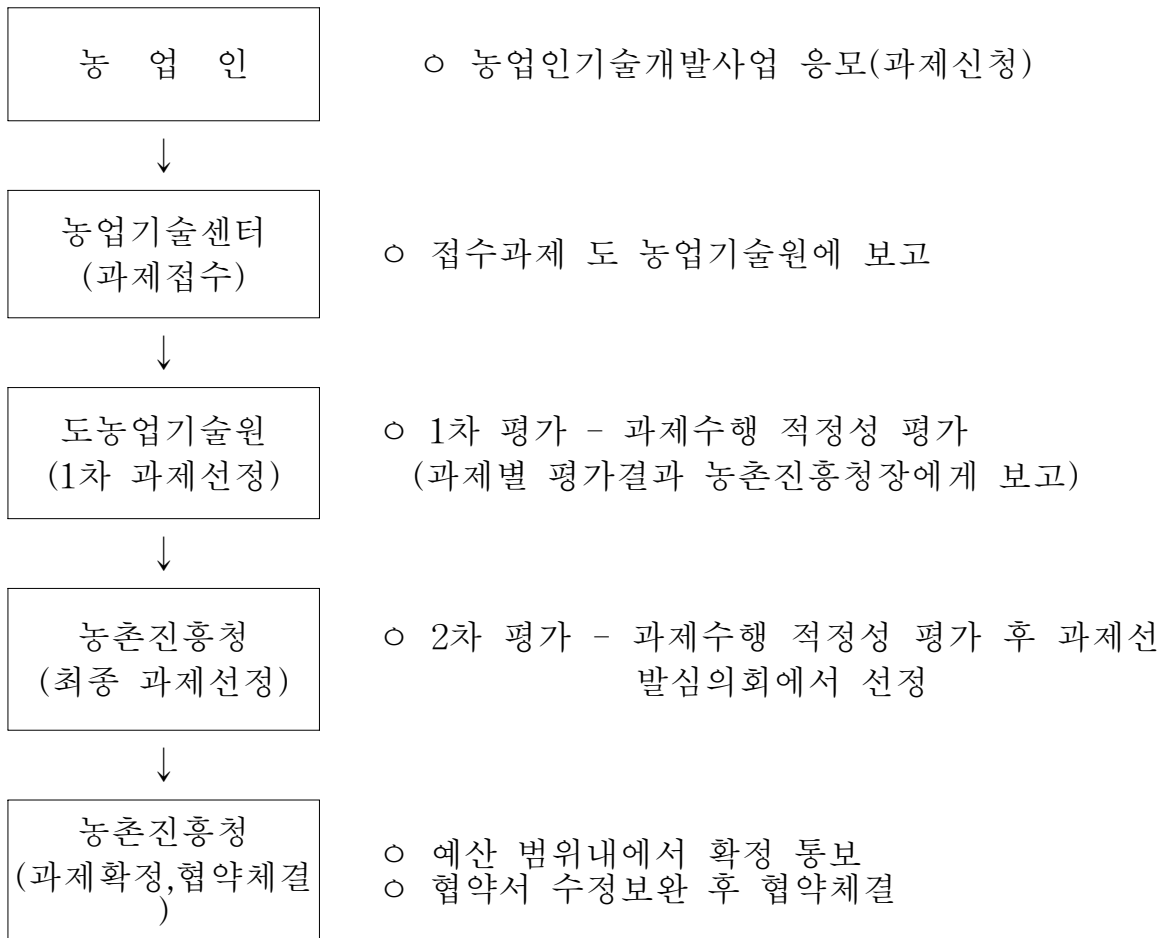 농 업 인
ㅇ 농업인기술개발사업 응모(과제신청)
↓
농업기술센터
(과제접수)
ㅇ 접수과제 도 농업기술원에 보고
↓
도농업기술원
(1차 과제선정)
ㅇ 1차 평가 - 과제수행 적정성 평가
(과제별 평가결과 농촌진흥청장에게 보고)
↓
농촌진흥청
(최종 과제선정)
ㅇ 2차 평가 - 과제수행 적정성 평가 후 과제선
발심의회에서 선정
↓
농촌진흥청
(과제확정,협약체결
)
ㅇ 예산 범위내에서 확정 통보
ㅇ 협약서 수정보완 후 협약체결